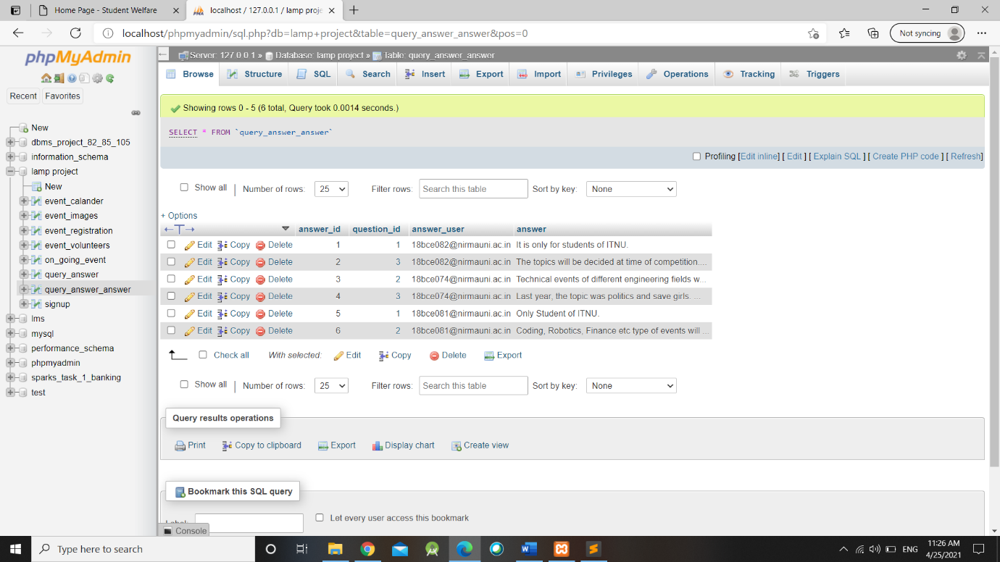 Home Page - Student Welfare
localhost / 127.0.0.1 / lamp proje
localhost/phpmyadmin/sql.php?db=lamp+project&table=query_answer_answer&pos=0
Not syncing
phpMyAdmin
Recent Favorites
New
dbms_project_82_85_105
information_schema
lamp project
New
event_calander
event_images
event_registration
event_volunteers
on_going_event
query_answer
query_answer_answer
signup
lms
mysql
performance_schema
phpmyadmin
sparks_task_1_banking
test
Server: 127.0.0.1 » Database: lamp project » Table: query_answer_answer
Browse Structure SQL Search Insert Export Import Privileges Operations Tracking Triggers
Showing rows 0 - 5 (6 total, Query took 0.0014 seconds.)
SELECT * FROM `query_answer_answer`
Profiling [Edit inline] [ Edit ] [ Explain SQL ] [ Create PHP code ] [ Refresh]
Show all | Number of rows: 25 Filter rows: Search this table Sort by key: None
+ Options
←T→ answer_id question_id answer_user answer
Edit Copy Delete 1 1 18bce082@nirmauni.ac.in It is only for students of ITNU.
Edit Copy Delete 2 3 18bce082@nirmauni.ac.in The topics will be decided at time of competition....
Edit Copy Delete 3 2 18bce074@nirmauni.ac.in Technical events of different engineering fields w...
Edit Copy Delete 4 3 18bce074@nirmauni.ac.in Last year, the topic was politics and save girls. ...
Edit Copy Delete 5 1 18bce081@nirmauni.ac.in Only Student of ITNU.
Edit Copy Delete 6 2 18bce081@nirmauni.ac.in Coding, Robotics, Finance etc type of events will ...
Check all With selected: Edit Copy Delete Export
Show all | Number of rows: 25 Filter rows: Search this table Sort by key: None
Query results operations
Print Copy to clipboard Export Display chart Create view
Bookmark this SQL query
Label: Let every user access this bookmark
Console
Type here to search
ENG
11:26 AM
4/25/2021